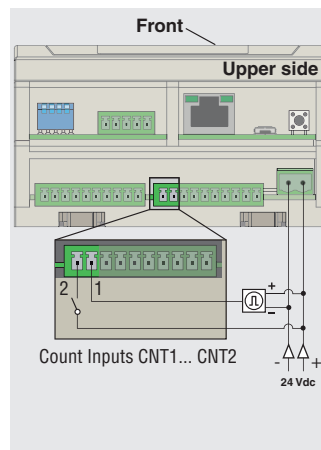 Front
Upper side
2 1
+
-
Count Inputs CNT1... CNT2
- +
24 Vdc